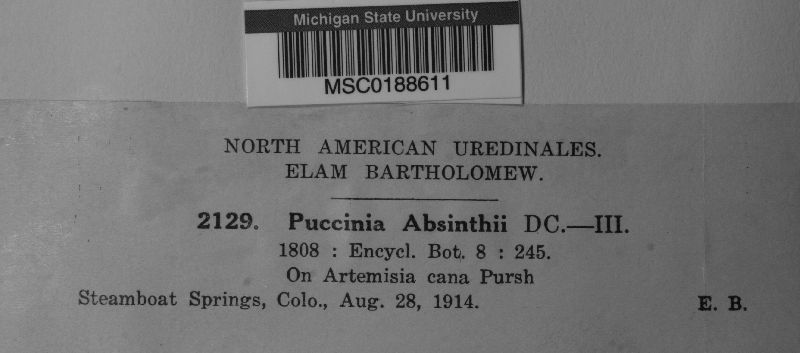 Michigan State University
MSC0188611
NORTH AMERICAN UREDINALES.
ELAM BARTHOLOMEW.
2129. Puccinia Absinthii DC.—III.
1808 : Encycl. Bot. 8 : 245.
On Artemisia cana Pursh
Steamboat Springs, Colo., Aug. 28, 1914. E. B.